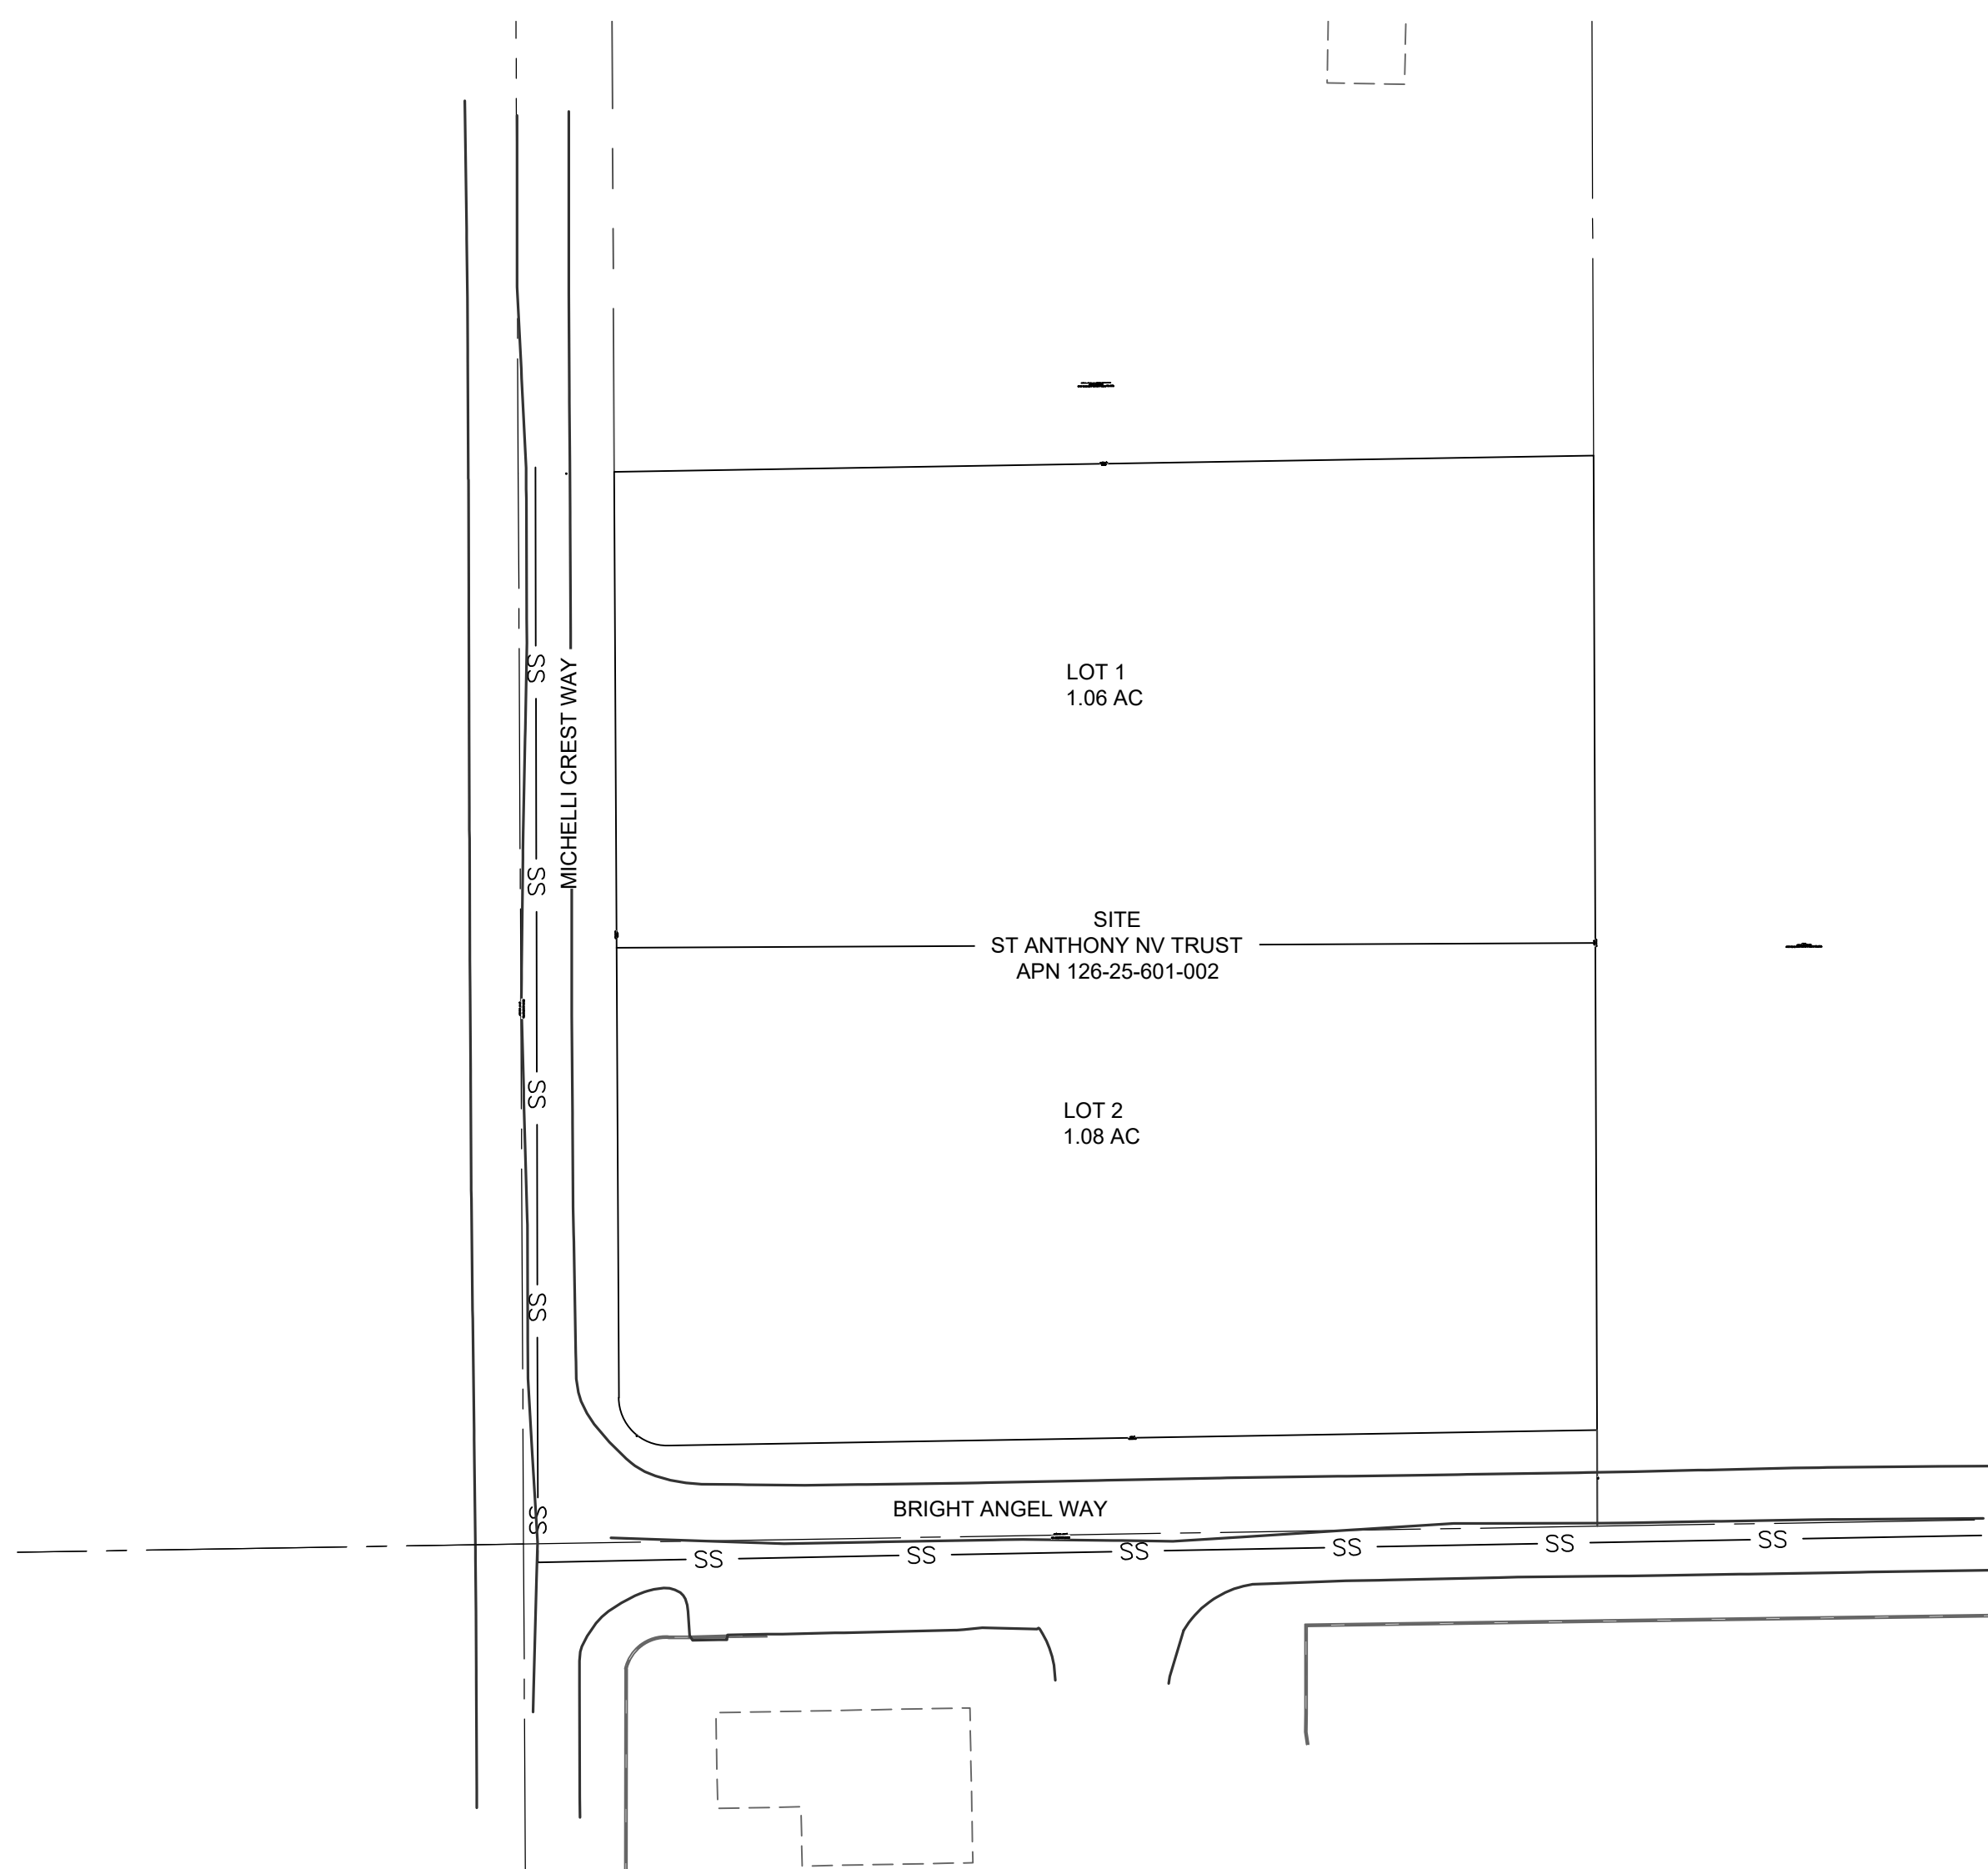 LOT 1
1.06 AC
SS
MICHELLI CREST WAY
SS
SITE
ST ANTHONY NV TRUST
APN 126-25-601-002
SS
LOT 2
1.08 AC
SS
SS
BRIGHT ANGEL WAY
SS
SS
SS
SS
SS
SS